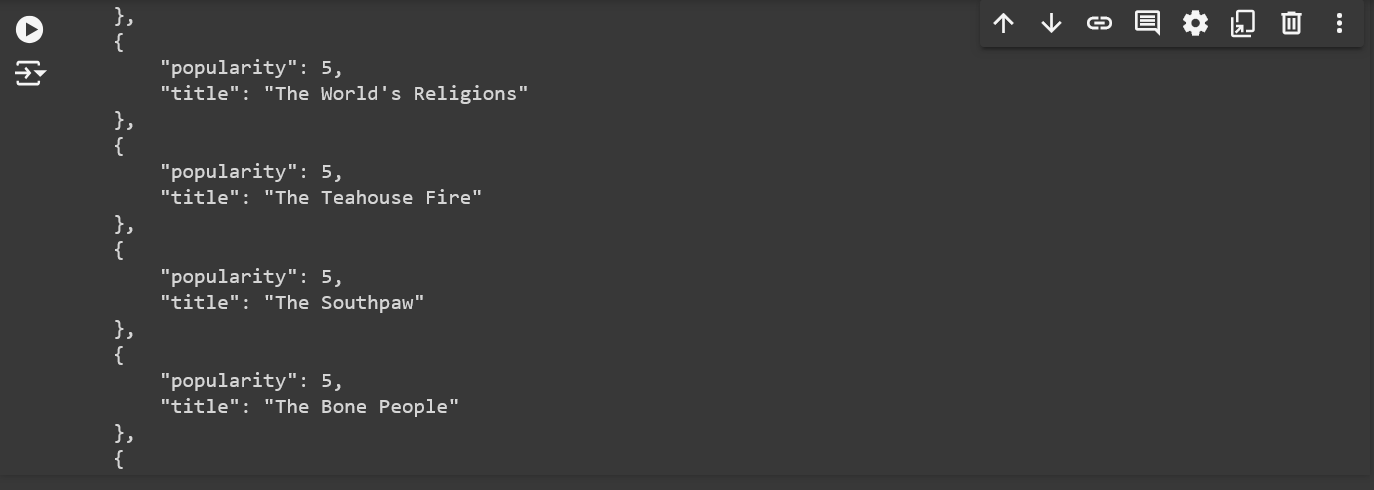 },
{
    "popularity": 5,
    "title": "The World's Religions"
},
{
    "popularity": 5,
    "title": "The Teahouse Fire"
},
{
    "popularity": 5,
    "title": "The Southpaw"
},
{
    "popularity": 5,
    "title": "The Bone People"
},
{